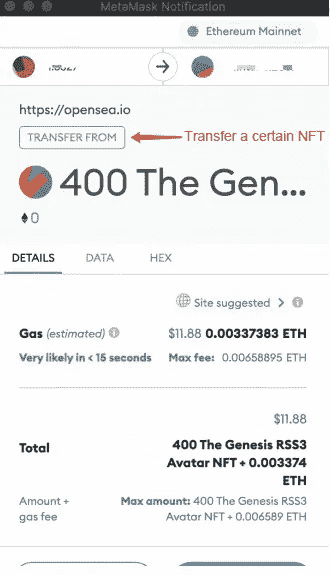 MetaMask Notification
Ethereum Mainnet
https://opensea.io
TRANSFER FROM
Transfer a certain NFT
400 The Gen...
0
DETAILS DATA HEX
Site suggested >
Gas (estimated) $11.88 0.00337383 ETH
Very likely in < 15 seconds Max fee: 0.00658895 ETH
$11.88
Total 400 The Genesis RSS3
Avatar NFT + 0.003374
ETH
Amount + Max amount: 400 The Genesis RSS3
gas fee Avatar NFT + 0.006589 ETH